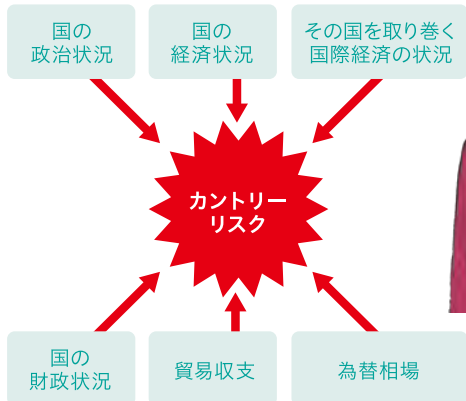 国の
政治状況
国の
経済状況
その国を取り巻く
国際経済の状況
カントリー
リスク
国の
財政状況
貿易収支
為替相場